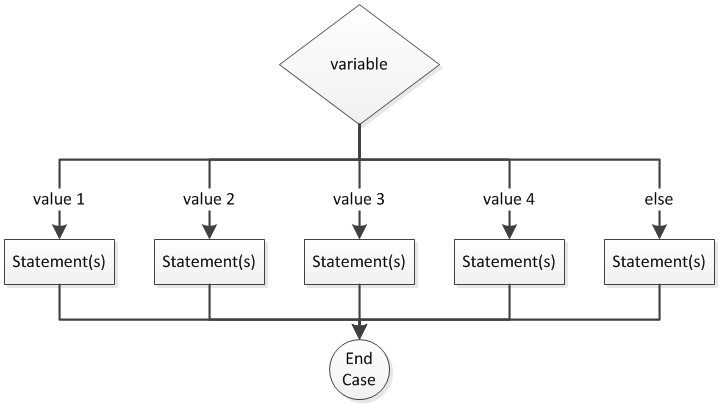 variable
value 1
value 2
value 3
value 4
else
Statement(s)
Statement(s)
Statement(s)
Statement(s)
Statement(s)
End
Case